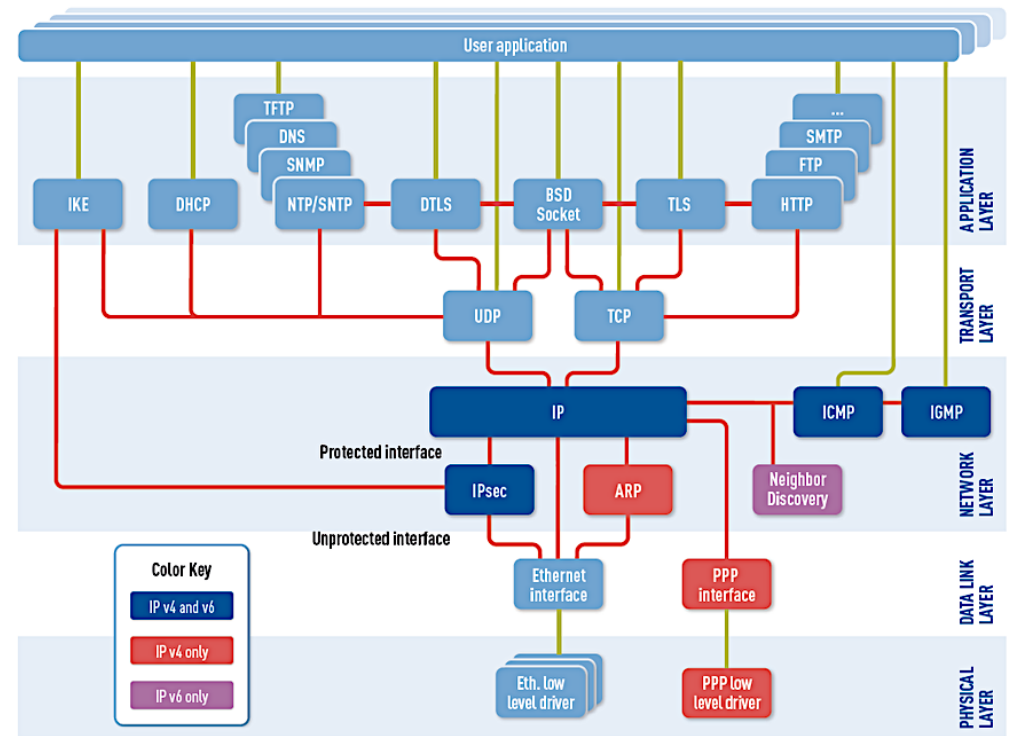 User application
TFTP
DNS
SNMP
NTP/SNTP
IKE
DHCP
DTLS
BSD
Socket
TLS
...
SMTP
FTP
HTTP
APPLICATION
LAYER
UDP
TCP
TRANSPORT
LAYER
IP
ICMP
IGMP
Protected interface
IPsec
ARP
Neighbor
Discovery
NETWORK
LAYER
Unprotected interface
Ethernet
interface
PPP
interface
DATA LINK
LAYER
Color Key
IP v4 and v6
IP v4 only
IP v6 only
Eth. low
level driver
PPP low
level driver
PHYSICAL
LAYER